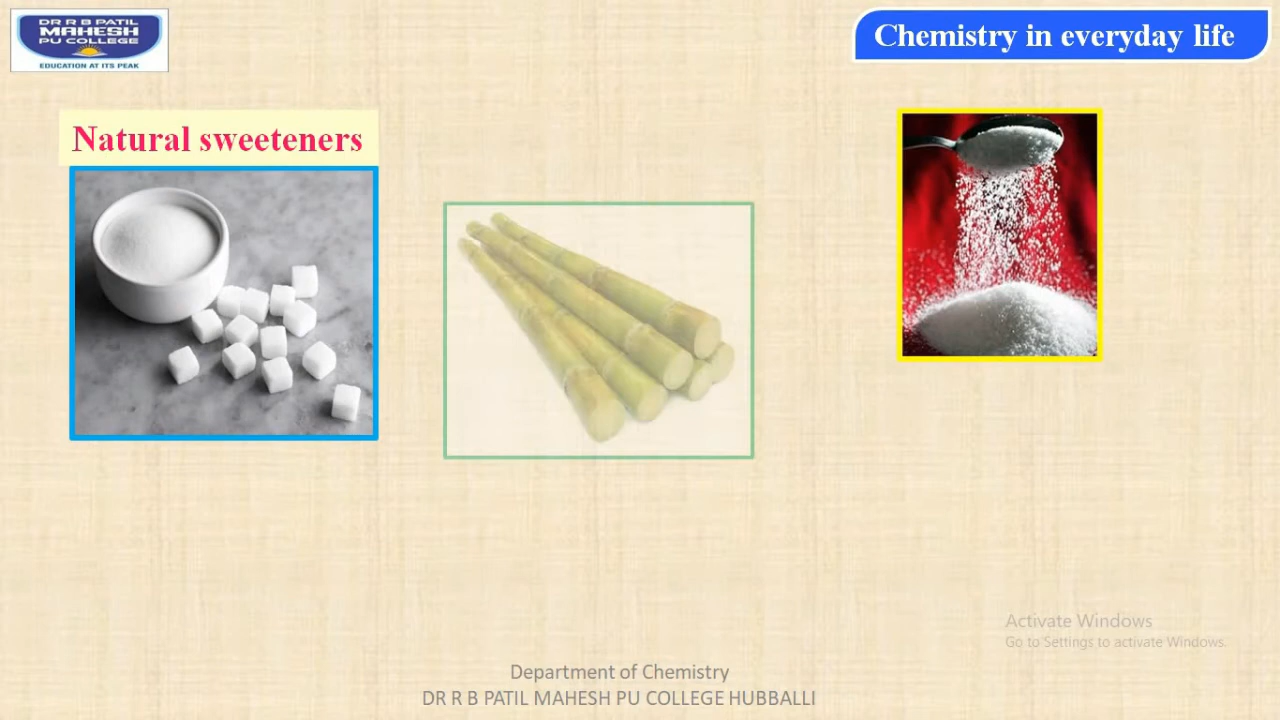 DR R B PATIL
MAHESH
PU COLLEGE
EDUCATION AT ITS PEAK
Chemistry in everyday life
Natural sweeteners
Activate Windows
Go to Settings to activate Windows.
Department of Chemistry
DR R B PATIL MAHESH PU COLLEGE HUBBALLI